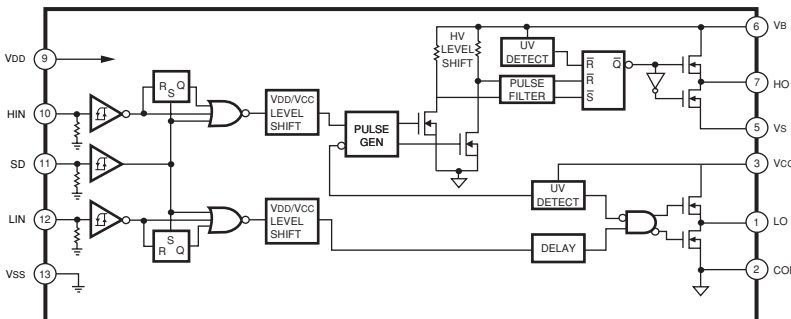 6 VB
HV
LEVEL
SHIFT
UV
DETECT
VDD 9
R S Q
R Q
R
S
PULSE
FILTER
7 HO
HIN 10
VDD/VCC
LEVEL
SHIFT
PULSE
GEN
5 VS
SD 11
3 VCC
UV
DETECT
LIN 12
VDD/VCC
LEVEL
SHIFT
1 LO
R S Q
DELAY
VSS 13
2 COM